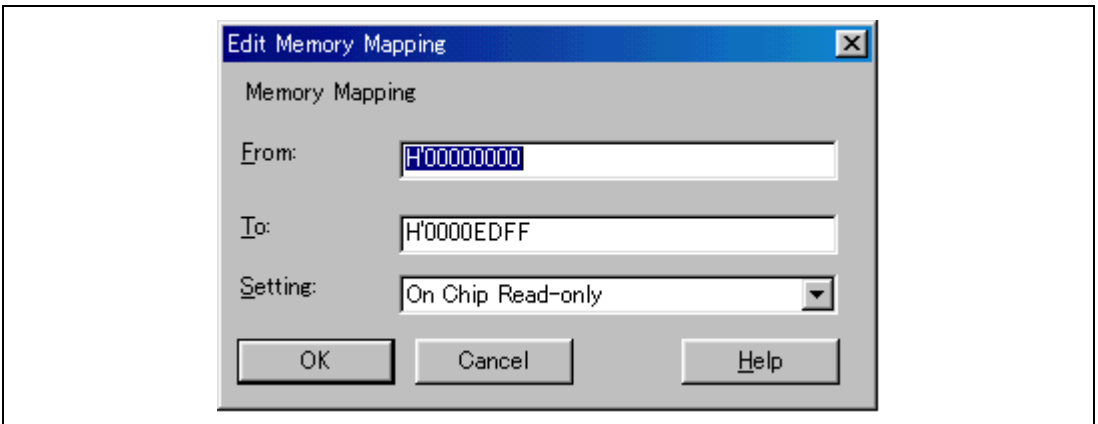 Edit Memory Mapping
Memory Mapping
From: H'00000000
To: H'0000EDFF
Setting: On Chip Read-only
OK Cancel Help